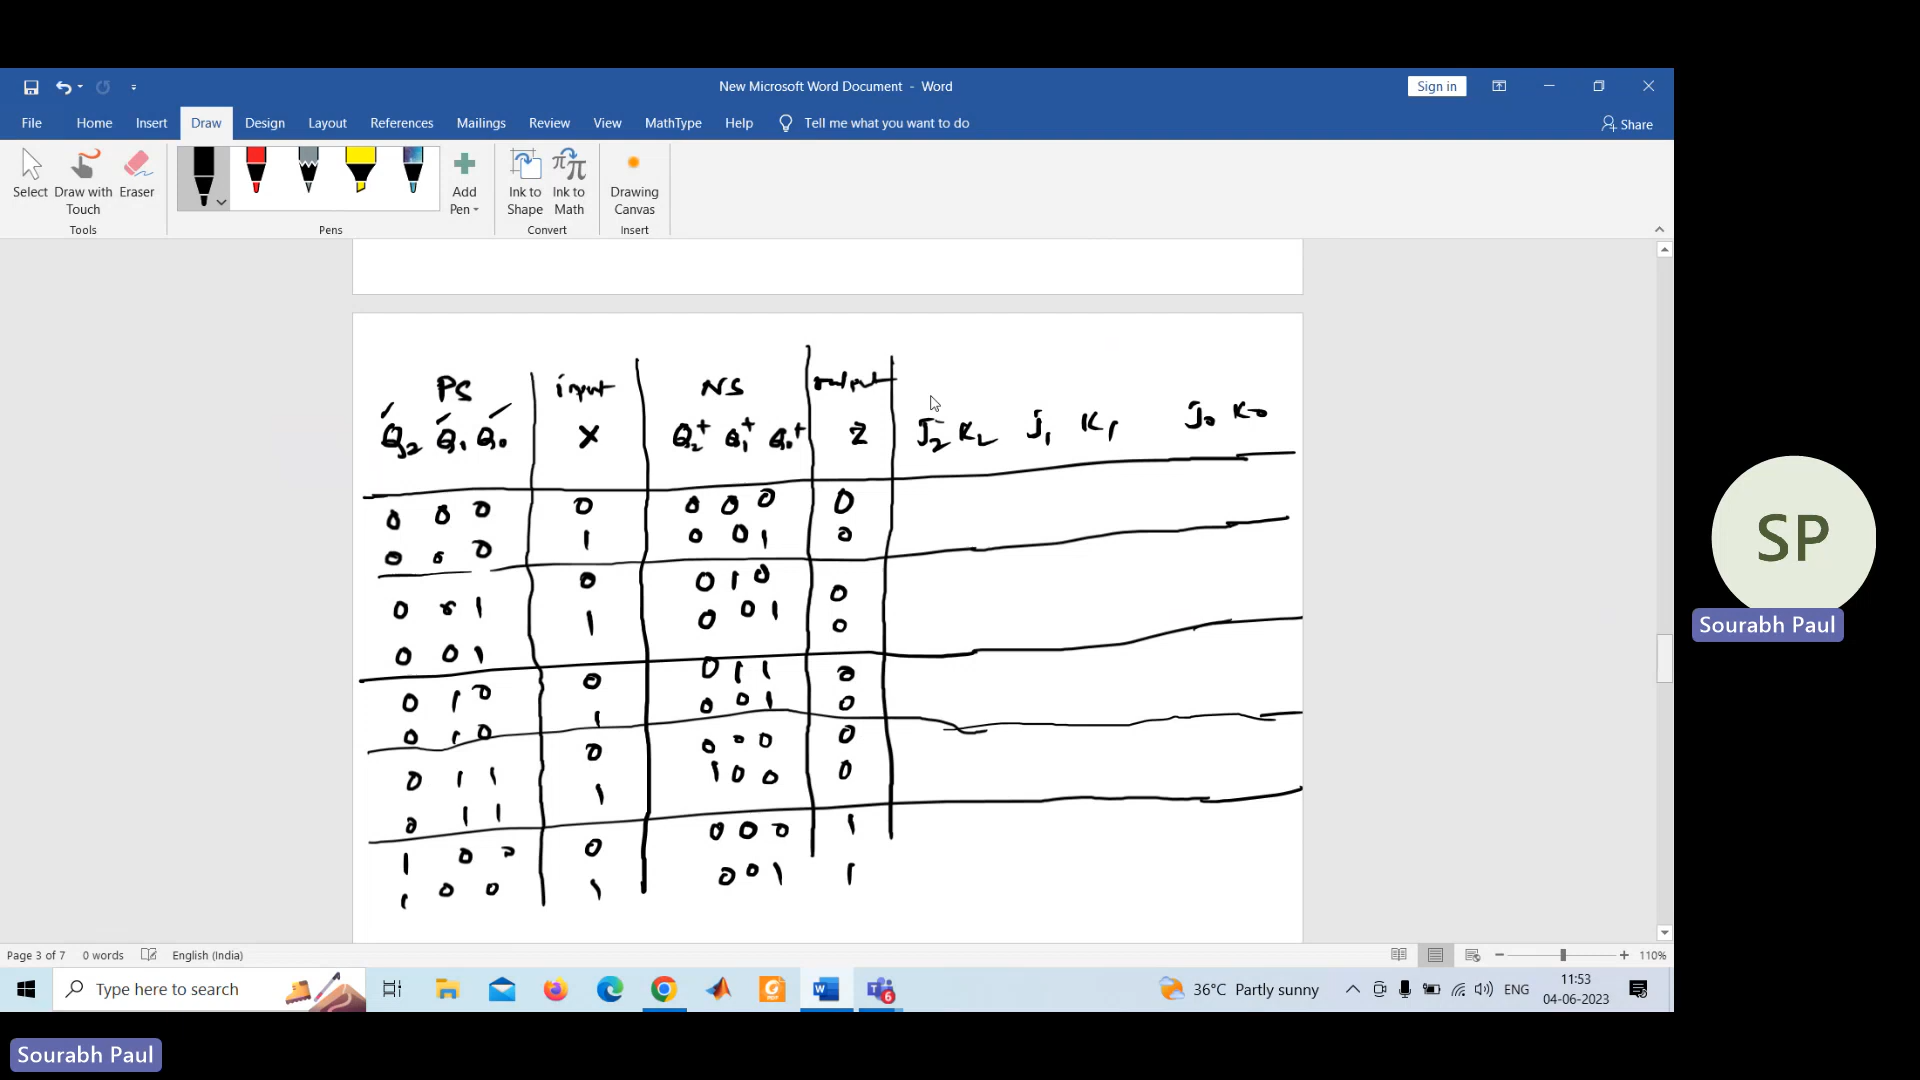 New Microsoft Word Document - Word
Sign in
File Home Insert Draw Design Layout References Mailings Review View MathType Help Tell me what you want to do
Share
Select Draw with Touch Eraser
Add Pen
Ink to Shape Ink to Math
Drawing Canvas
Tools Pens Convert Insert
PS input NS output
Q2 Q1 Q0 X Q2+ Q1+ Q0+ Z J2 K2 J1 K1 J0 K0
0 0 0 0 0 0 0 0
0 0 0 1 0 0 1 0
0 0 1 0 0 1 0 0
0 0 1 1 0 0 1 0
0 1 0 0 0 1 1 0
0 1 0 1 0 0 1 0
0 1 1 0 0 0 0 0
0 1 1 1 1 0 0 0
1 0 0 0 0 0 0 1
1 0 0 1 0 0 1 1
SP
Sourabh Paul
Page 3 of 7 0 words English (India) 110%
Type here to search
6
36°C Partly sunny
ENG
11:53
04-06-2023
Sourabh Paul